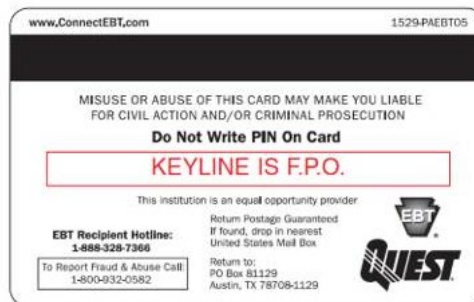 www.ConnectEBT.com 1529-PAEBT05
MISUSE OR ABUSE OF THIS CARD MAY MAKE YOU LIABLE
FOR CIVIL ACTION AND/OR CRIMINAL PROSECUTION
Do Not Write PIN On Card
KEYLINE IS F.P.O.
This institution is an equal opportunity provider
EBT Recipient Hotline:
1-888-328-7366
To Report Fraud & Abuse Call:
1-800-932-0582
Return Postage Guaranteed
If found, drop in nearest
United States Mail Box
Return to:
PO Box 81129
Austin, TX 78708-1129
EBT
QUEST